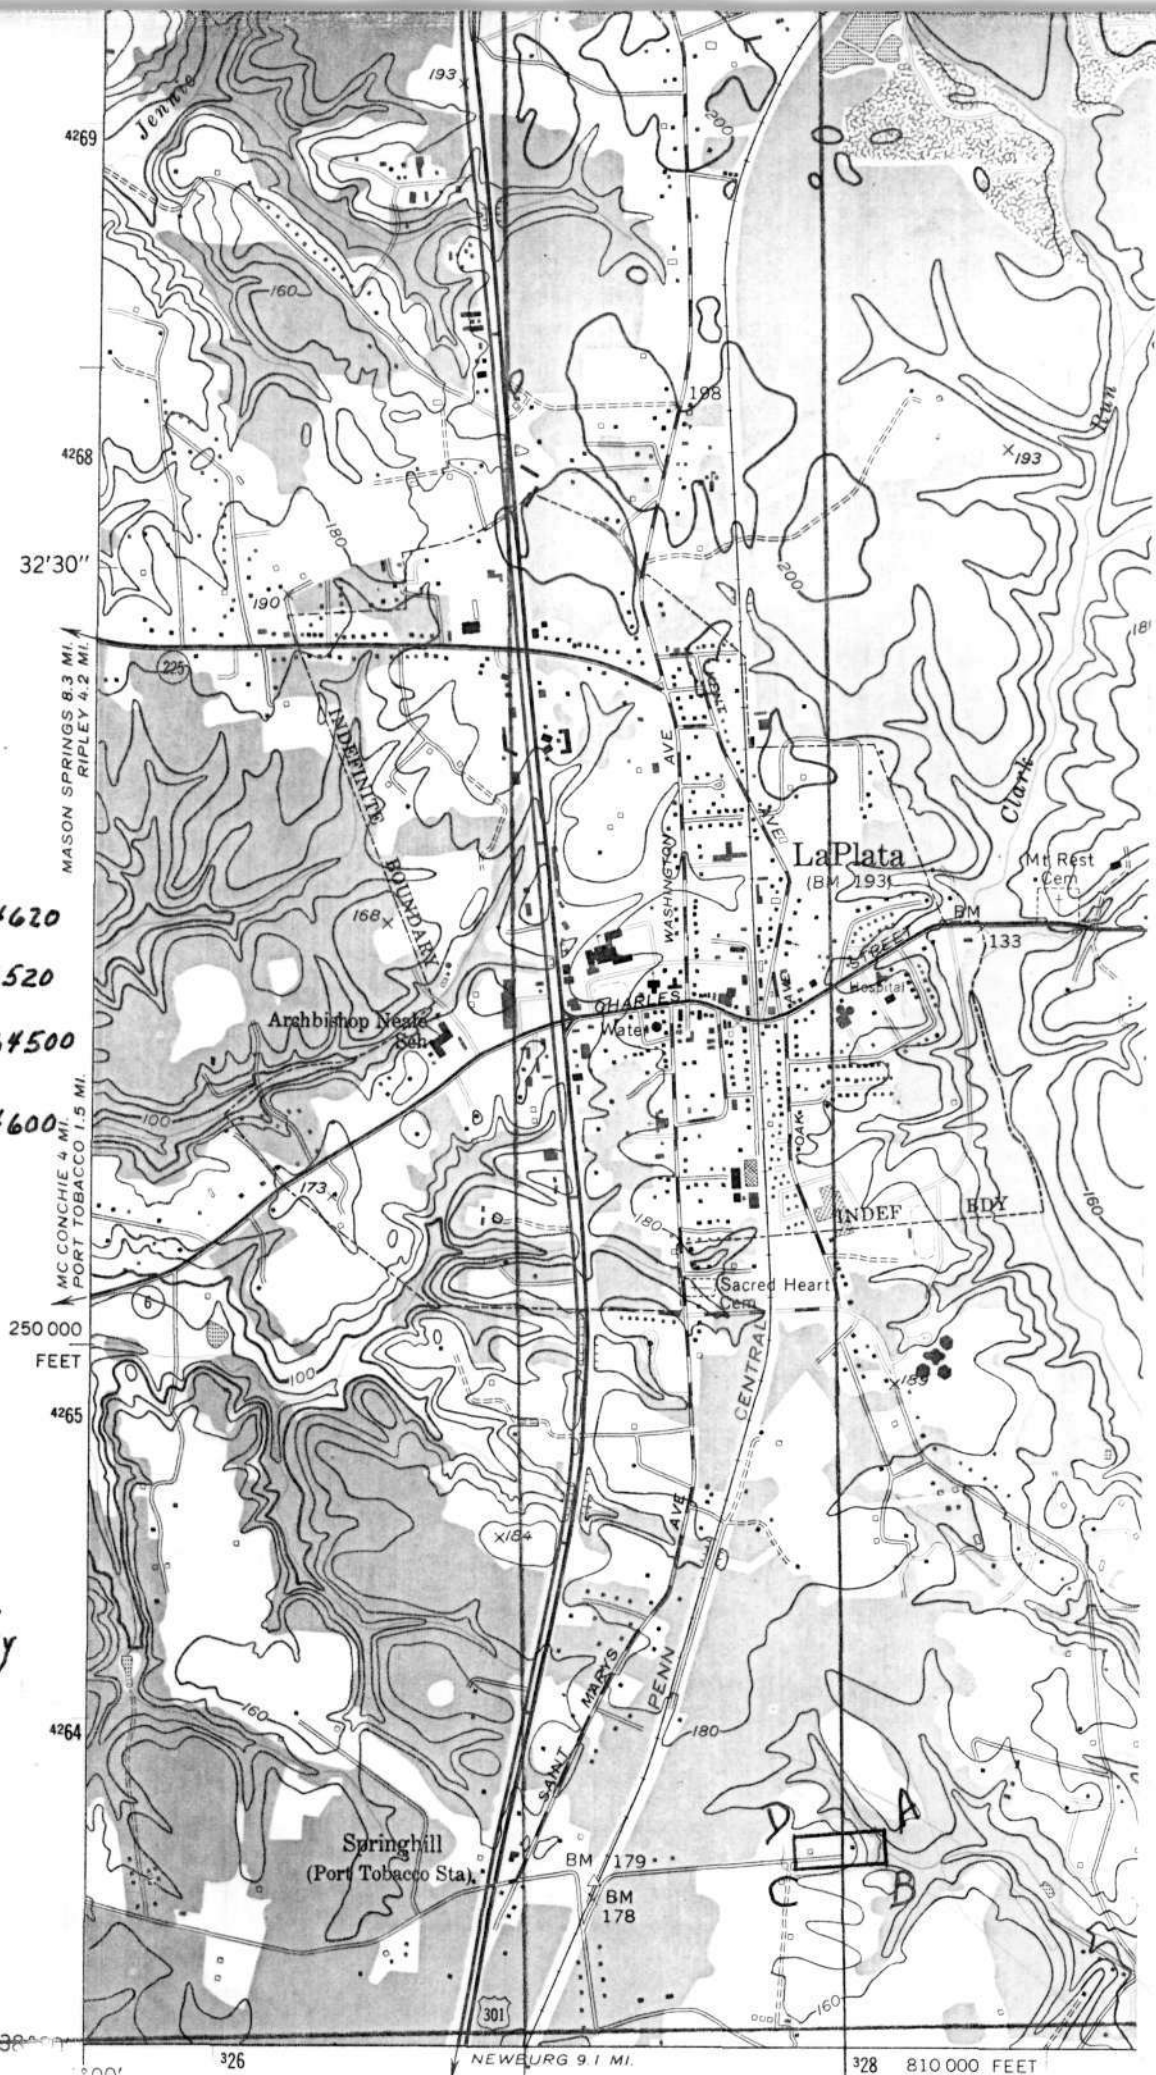 193
4269
Jennie
200
160
198
4268
193
Run
180
32'30"
190
200
225
MASON SPRINGS 8.3 MI.
RIPLEY 4.2 MI.
INDEFINITE BOUNDARY
AVE
WASHINGTON
AVE
Clark
LaPlata
(BM 193)
Mt Rest
Cem
168
BM
133
4620
520
4500
4600
STREET
Hospital
CHARLES
AVE
Archbishop Neale
Sch
Water
100
MC CONCHIE 4 MI.
PORT TOBACCO 1.5 MI.
173
OAK
180
INDEF BDY
160
6
Sacred Heart
Cem
250 000
FEET
100
CENTRAL
4265
184
AVE
y
160
4264
SAINT MARYS
PENN
180
D A
Springhill
(Port Tobacco Sta)
BM 179
BM
178
C B
160
301
326
NEWBURG 9.1 MI.
328
810 000 FEET